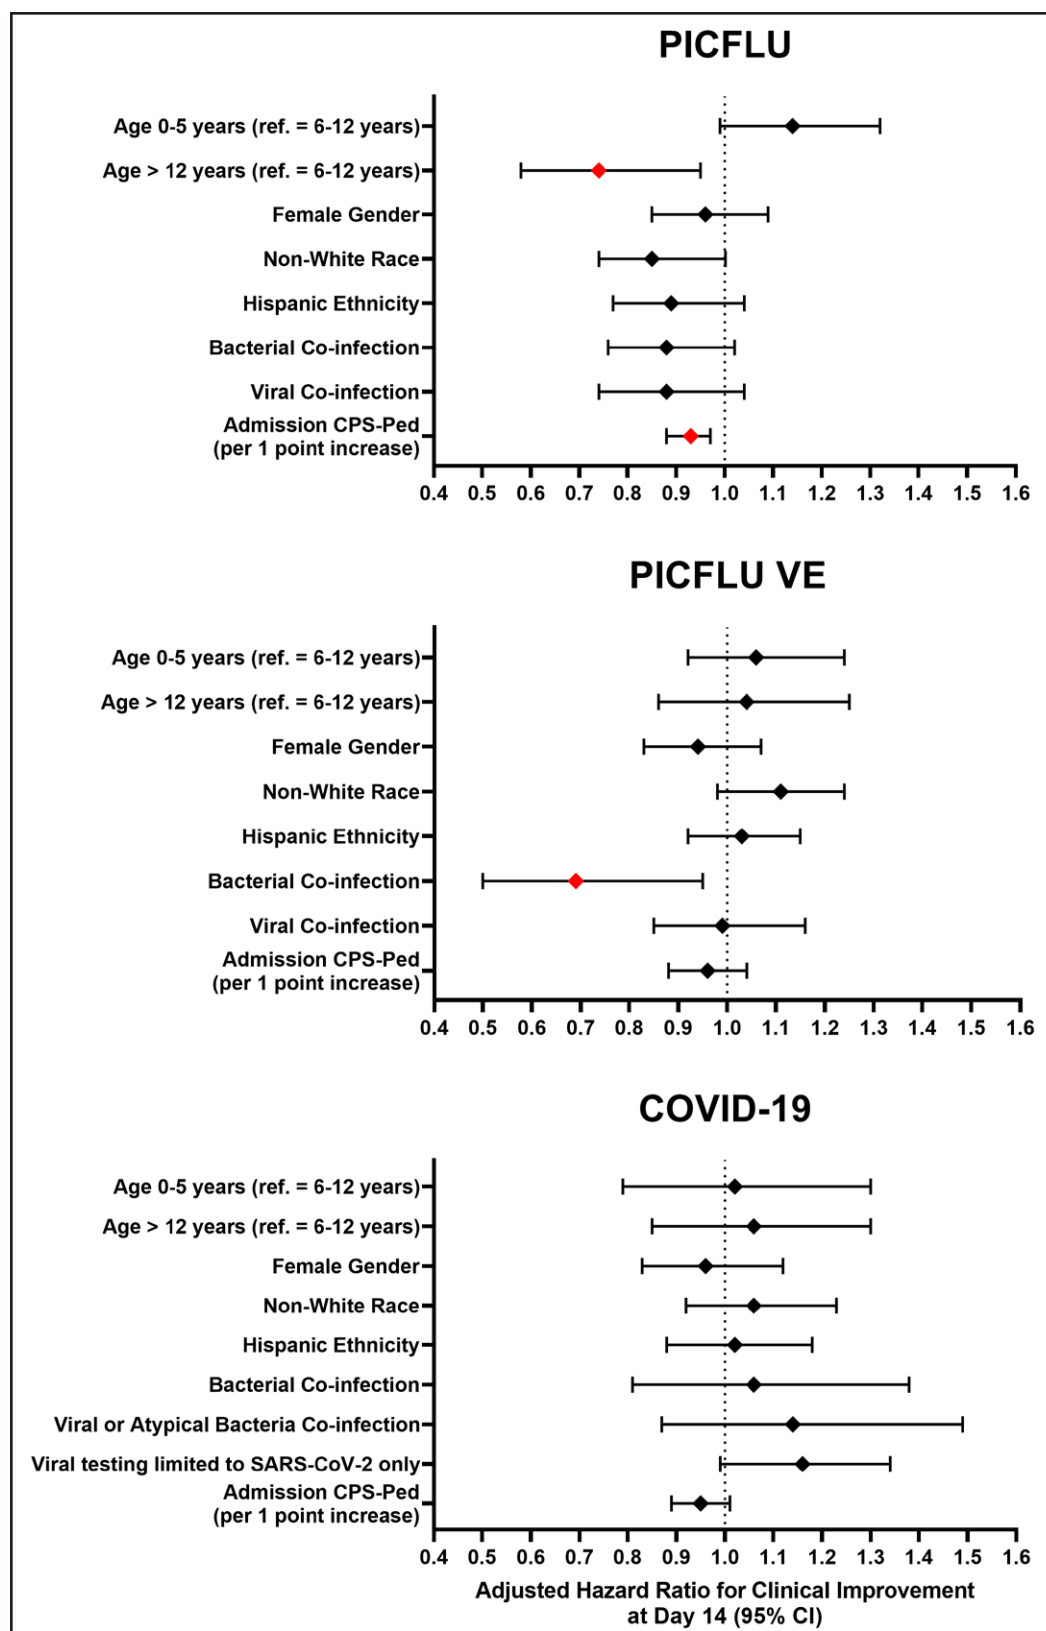 PICFLU
Age 0-5 years (ref. = 6-12 years)
Age > 12 years (ref. = 6-12 years)
Female Gender
Non-White Race
Hispanic Ethnicity
Bacterial Co-infection
Viral Co-infection
Admission CPS-Ped
(per 1 point increase)
0.4 0.5 0.6 0.7 0.8 0.9 1.0 1.1 1.2 1.3 1.4 1.5 1.6
PICFLU VE
Age 0-5 years (ref. = 6-12 years)
Age > 12 years (ref. = 6-12 years)
Female Gender
Non-White Race
Hispanic Ethnicity
Bacterial Co-infection
Viral Co-infection
Admission CPS-Ped
(per 1 point increase)
0.4 0.5 0.6 0.7 0.8 0.9 1.0 1.1 1.2 1.3 1.4 1.5 1.6
COVID-19
Age 0-5 years (ref. = 6-12 years)
Age > 12 years (ref. = 6-12 years)
Female Gender
Non-White Race
Hispanic Ethnicity
Bacterial Co-infection
Viral or Atypical Bacteria Co-infection
Viral testing limited to SARS-CoV-2 only
Admission CPS-Ped
(per 1 point increase)
0.4 0.5 0.6 0.7 0.8 0.9 1.0 1.1 1.2 1.3 1.4 1.5 1.6
Adjusted Hazard Ratio for Clinical Improvement
at Day 14 (95% CI)